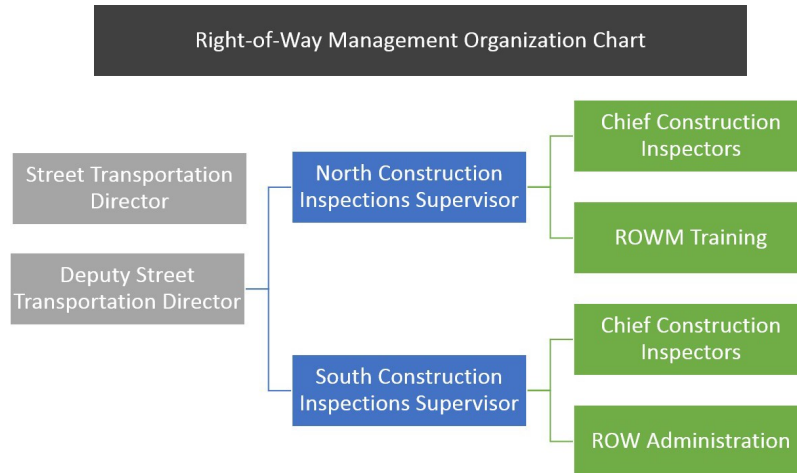 Right-of-Way Management Organization Chart
Street Transportation
Director
Deputy Street
Transportation Director
North Construction
Inspections Supervisor
Chief Construction
Inspectors
ROWM Training
South Construction
Inspections Supervisor
Chief Construction
Inspectors
ROW Administration